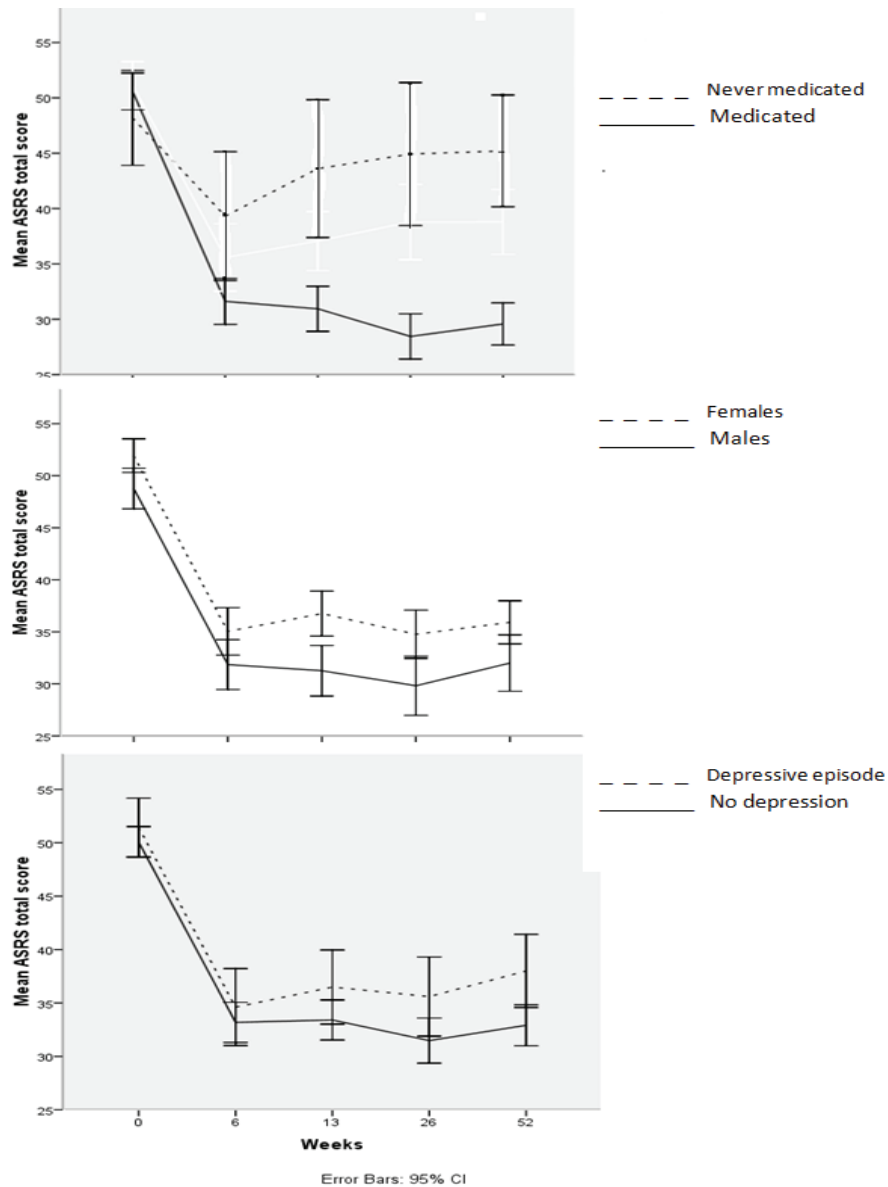 55
50
45
40
35
30
25
Mean ASRS total score
Never medicated
Medicated
55
50
45
40
35
30
25
Mean ASRS total score
Females
Males
55
50
45
40
35
30
25
Mean ASRS total score
Depressive episode
No depression
0 6 13 26 52
Weeks
Error Bars: 95% CI